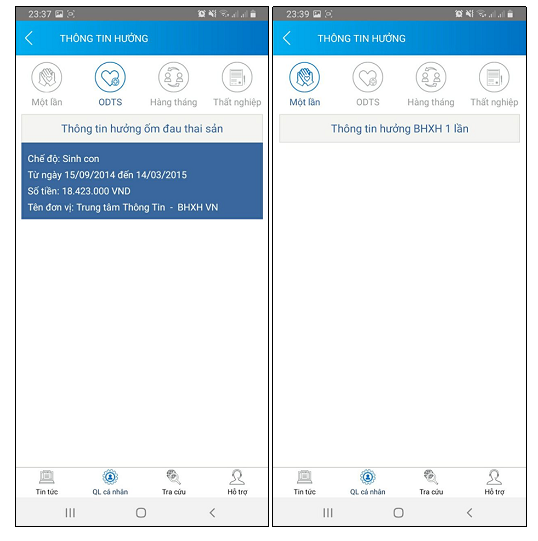 23:37
THÔNG TIN HƯỞNG
Một lần ODTS Hàng tháng Thất nghiệp
Thông tin hưởng ốm đau thai sản
Chế độ: Sinh con
Từ ngày 15/09/2014 đến 14/03/2015
Số tiền: 18.423.000 VND
Tên đơn vị: Trung tâm Thông Tin - BHXH VN
Tin tức QL cá nhân Tra cứu Hỗ trợ
23:39
THÔNG TIN HƯỞNG
Một lần ODTS Hàng tháng Thất nghiệp
Thông tin hưởng BHXH 1 lần
Tin tức QL cá nhân Tra cứu Hỗ trợ